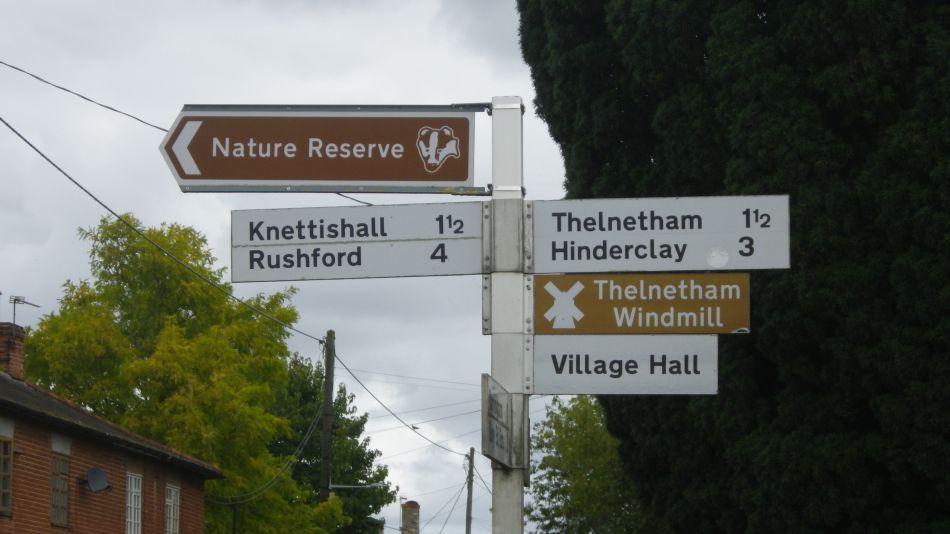 Nature Reserve
Knettishall 1½
Rushford 4
Thelnetham 1½
Hinderclay 3
Thelnetham
Windmill
Village Hall